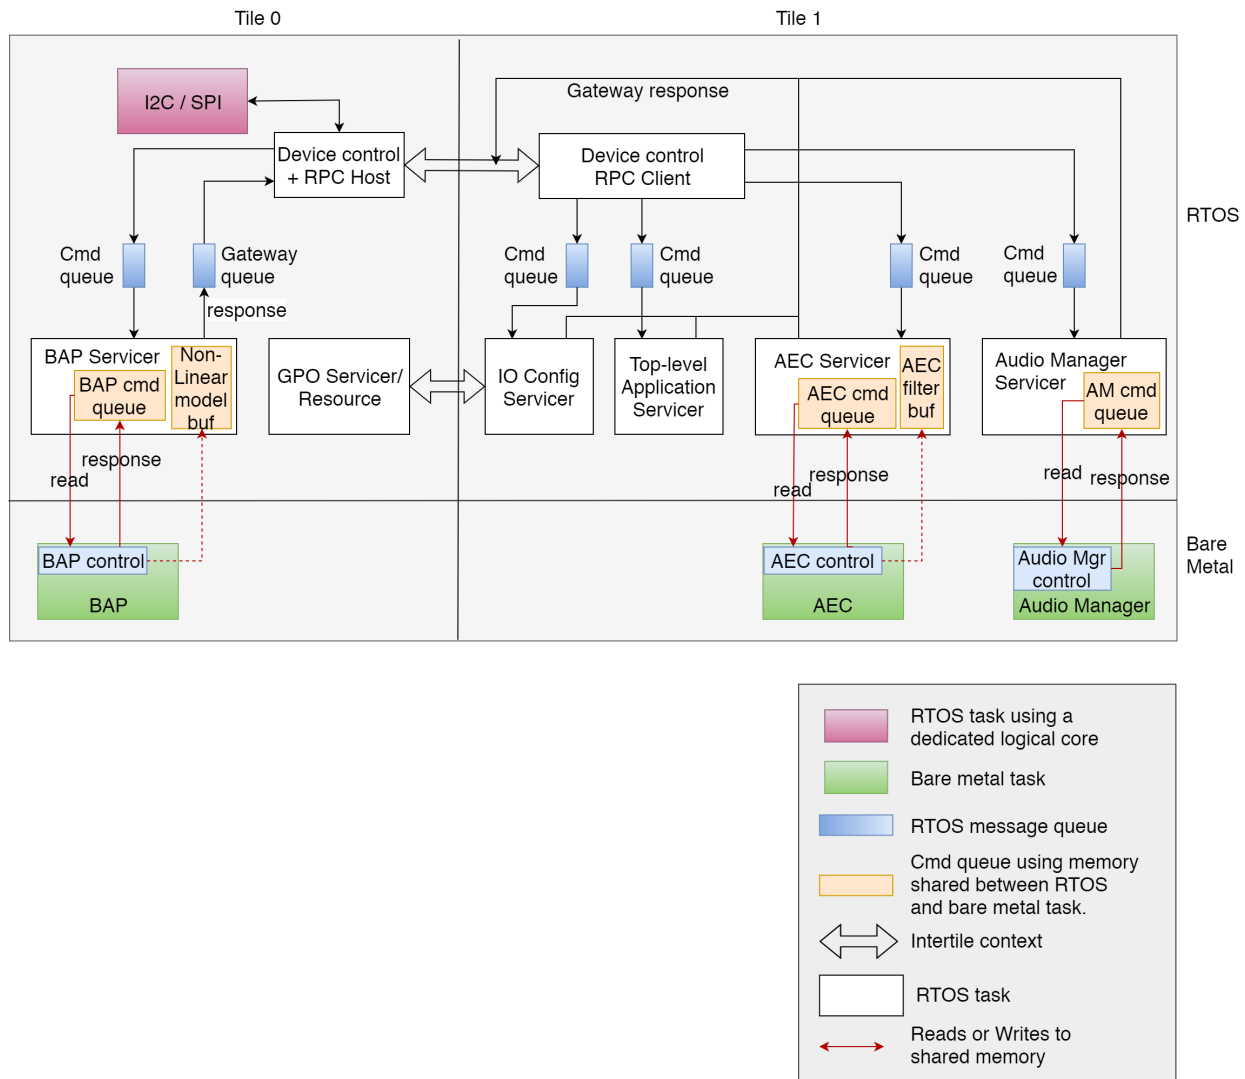 Tile 0
Tile 1
I2C / SPI
Gateway response
Device control
+ RPC Host
Device control
RPC Client
RTOS
Cmd
queue
Gateway
queue
Cmd
queue
Cmd
queue
Cmd
queue
Cmd
queue
response
BAP Servicer
BAP cmd
queue
Non-
Linear
model
buf
GPO Servicer/
Resource
IO Config
Servicer
Top-level
Application
Servicer
AEC Servicer
AEC cmd
queue
AEC
filter
buf
Audio Manager
Servicer
AM cmd
queue
response
read
response
read
read
response
BAP control
BAP
AEC control
AEC
Audio Mgr
control
Audio Manager
Bare
Metal
RTOS task using a
dedicated logical core
Bare metal task
RTOS message queue
Cmd queue using memory
shared between RTOS
and bare metal task.
Intertile context
RTOS task
Reads or Writes to
shared memory